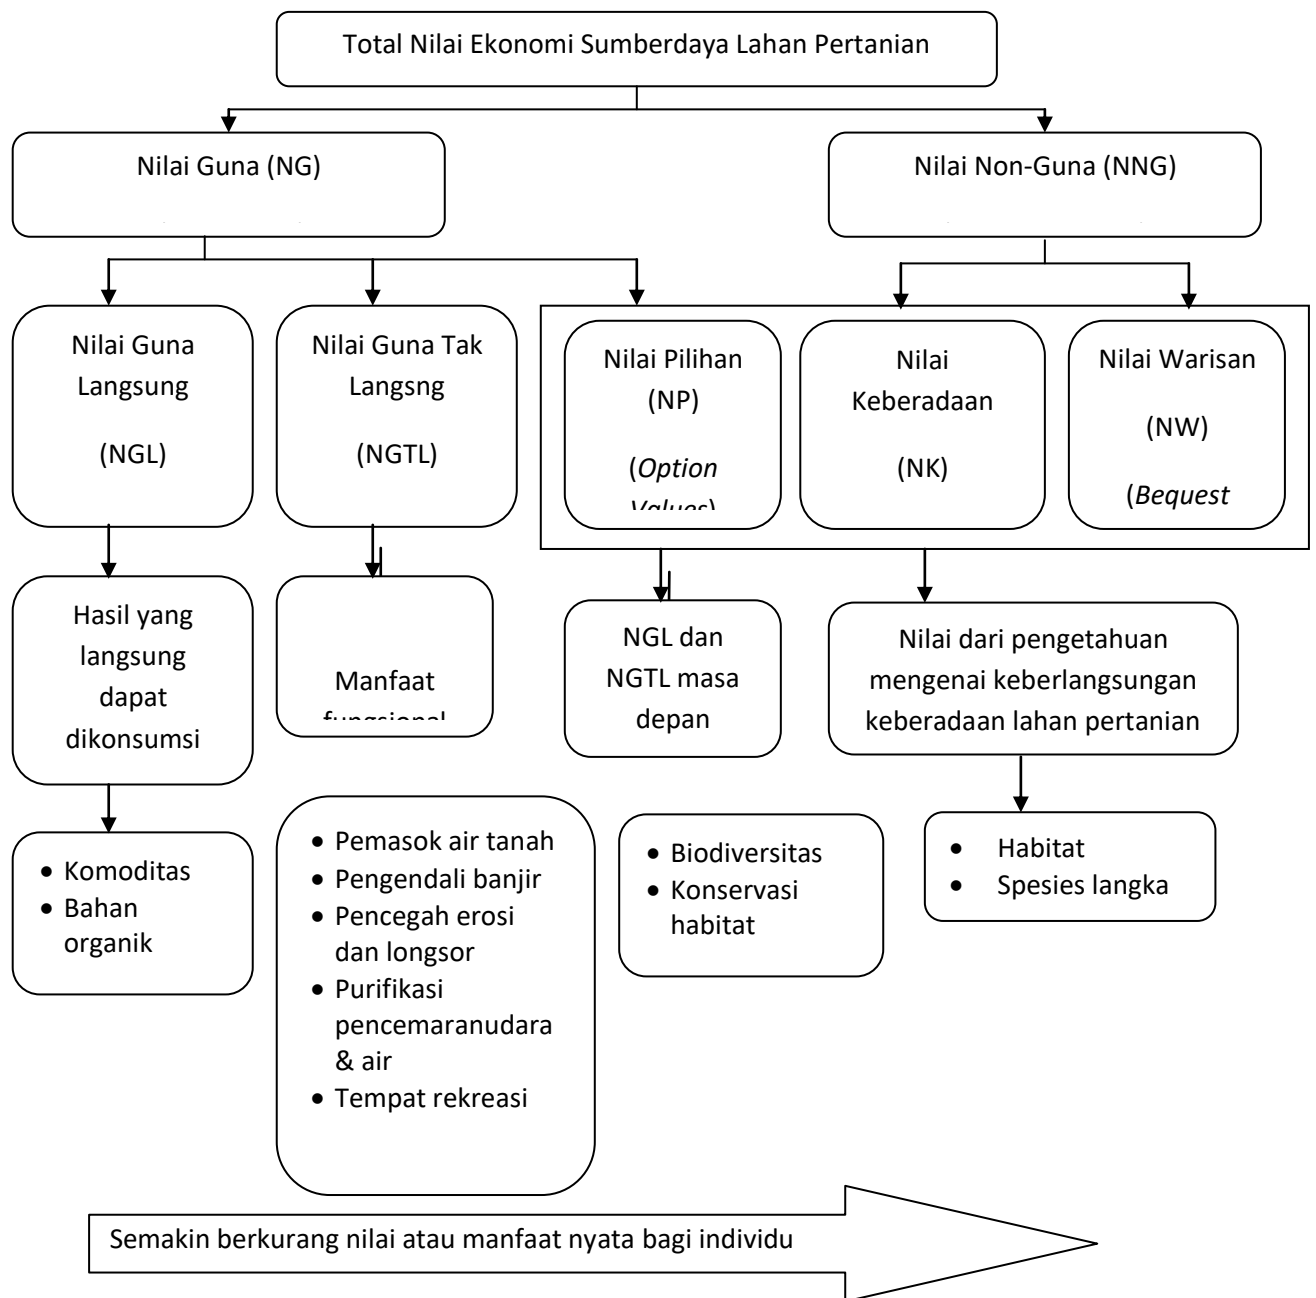 Total Nilai Ekonomi Sumberdaya Lahan Pertanian
Nilai Guna (NG)
Nilai Non-Guna (NNG)
Nilai Guna
Langsung
(NGL)
Nilai Guna Tak
Langsng
(NGTL)
Nilai Pilihan
(NP)
(Option
Values)
Nilai
Keberadaan
(NK)
Nilai Warisan
(NW)
(Bequest
Hasil yang
langsung
dapat
dikonsumsi
Manfaat
fungsional
NGL dan
NGTL masa
depan
Nilai dari pengetahuan
mengenai keberlangsungan
keberadaan lahan pertanian
• Komoditas
• Bahan
organik
• Pemasok air tanah
• Pengendali banjir
• Pencegah erosi
dan longsor
• Purifikasi
pencemaranudara
& air
• Tempat rekreasi
• Biodiversitas
• Konservasi
habitat
• Habitat
• Spesies langka
Semakin berkurang nilai atau manfaat nyata bagi individu